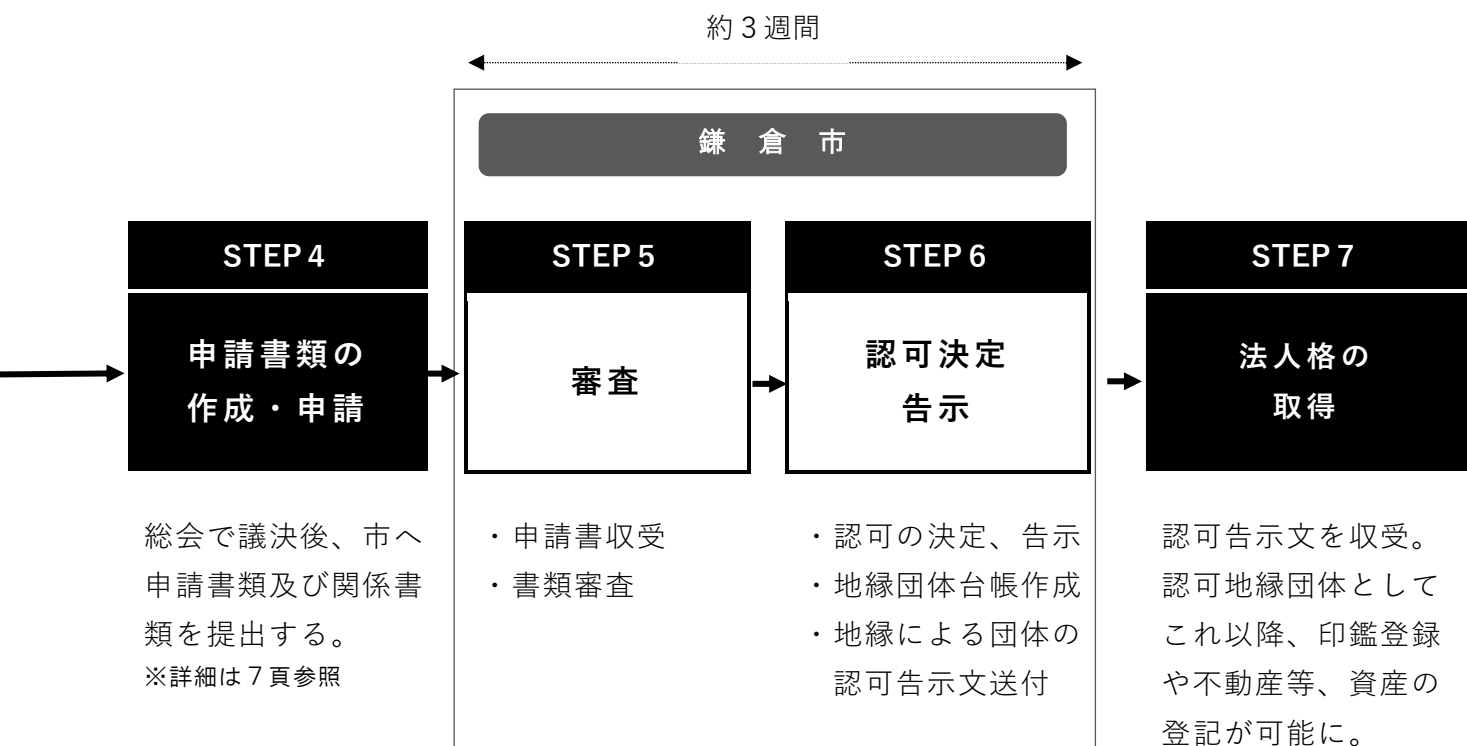 約3週間
鎌倉市
STEP4
申請書類の
作成・申請
総会で議決後、市へ
申請書類及び関係書
類を提出する。
※詳細は7頁参照
STEP5
審査
・申請書収受
・書類審査
STEP6
認可決定
告示
・認可の決定、告示
・地縁団体台帳作成
・地縁による団体の
認可告示文送付
STEP7
法人格の
取得
認可告示文を収受。
認可地縁団体として
これ以降、印鑑登録
や不動産等、資産の
登記が可能に。